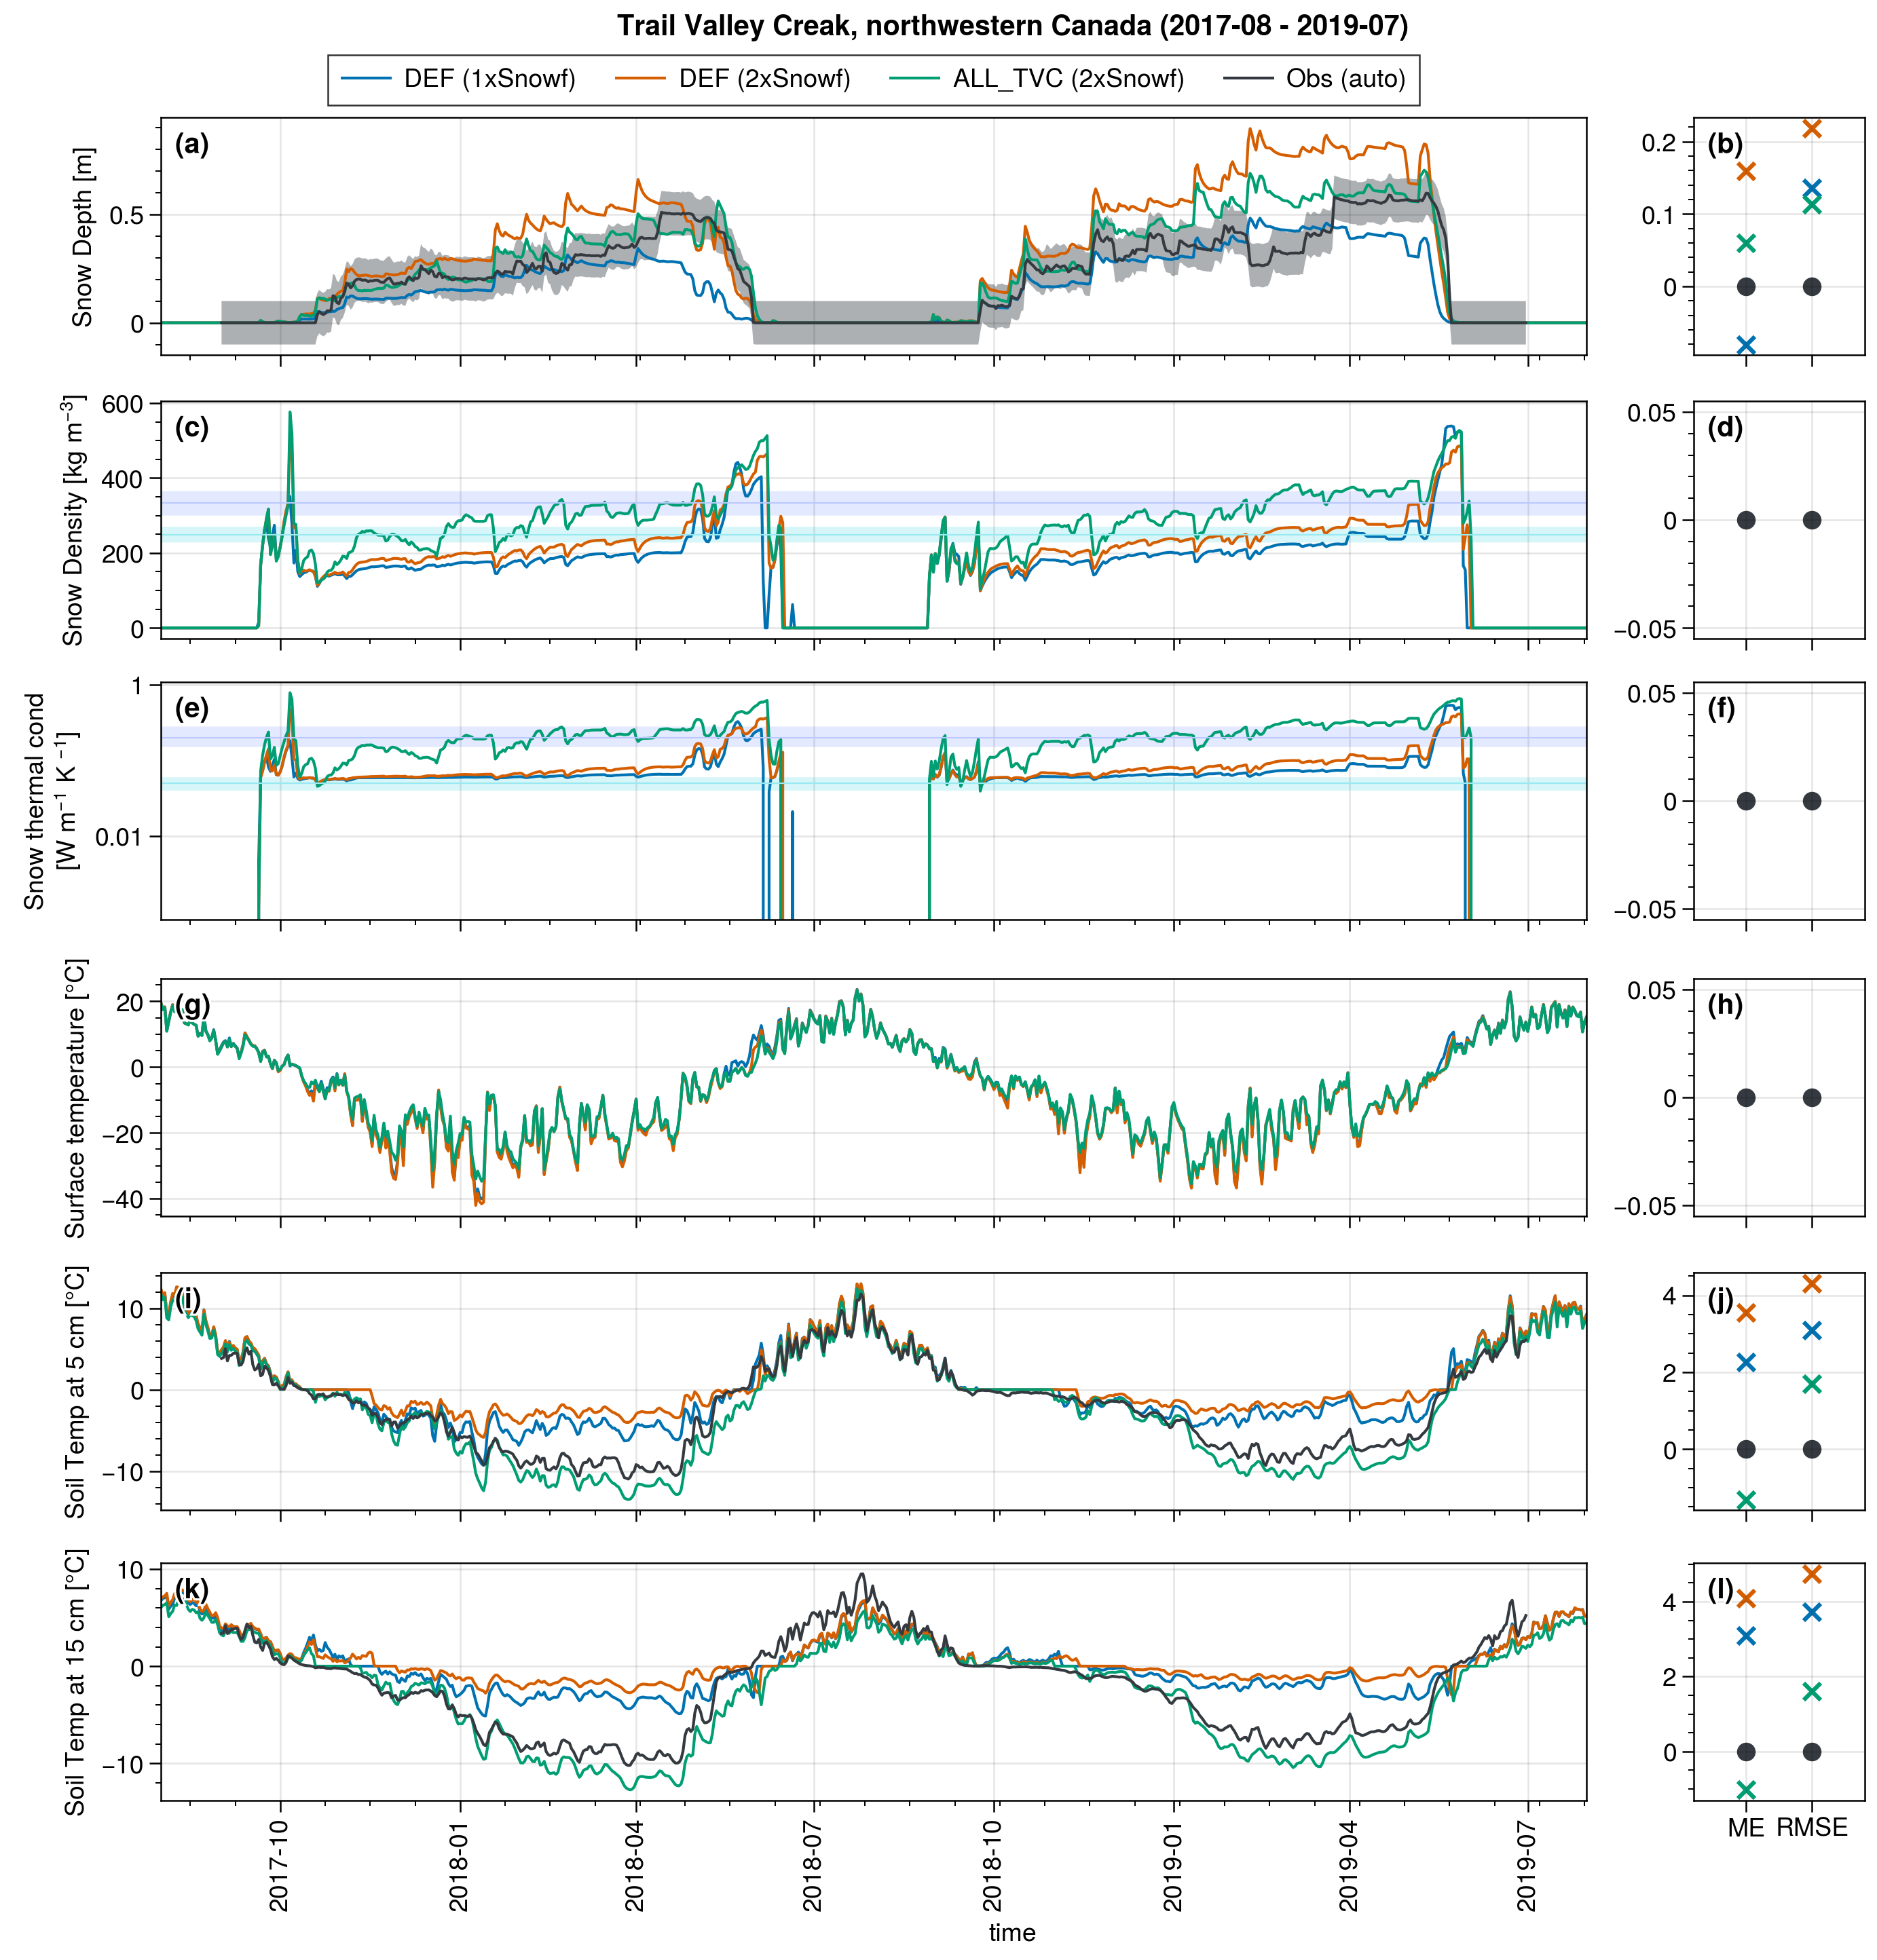 Trail Valley Creak, northwestern Canada (2017-08 - 2019-07)
DEF (1xSnowf) DEF (2xSnowf) ALL_TVC (2xSnowf) Obs (auto)
Snow Depth [m]
0.5
0
(a)
0.2
0.1
0
(b)
Snow Density [kg m⁻³]
600
400
200
0
(c)
0.05
0
−0.05
(d)
Snow thermal cond
[W m⁻¹ K⁻¹]
1
0.01
(e)
0.05
0
−0.05
(f)
Surface temperature [°C]
20
0
−20
−40
(g)
0.05
0
−0.05
(h)
Soil Temp at 5 cm [°C]
10
0
−10
(i)
4
2
0
(j)
Soil Temp at 15 cm [°C]
10
0
−10
(k)
4
2
0
(l)
2017-10
2018-01
2018-04
2018-07
2018-10
2019-01
2019-04
2019-07
ME RMSE
time